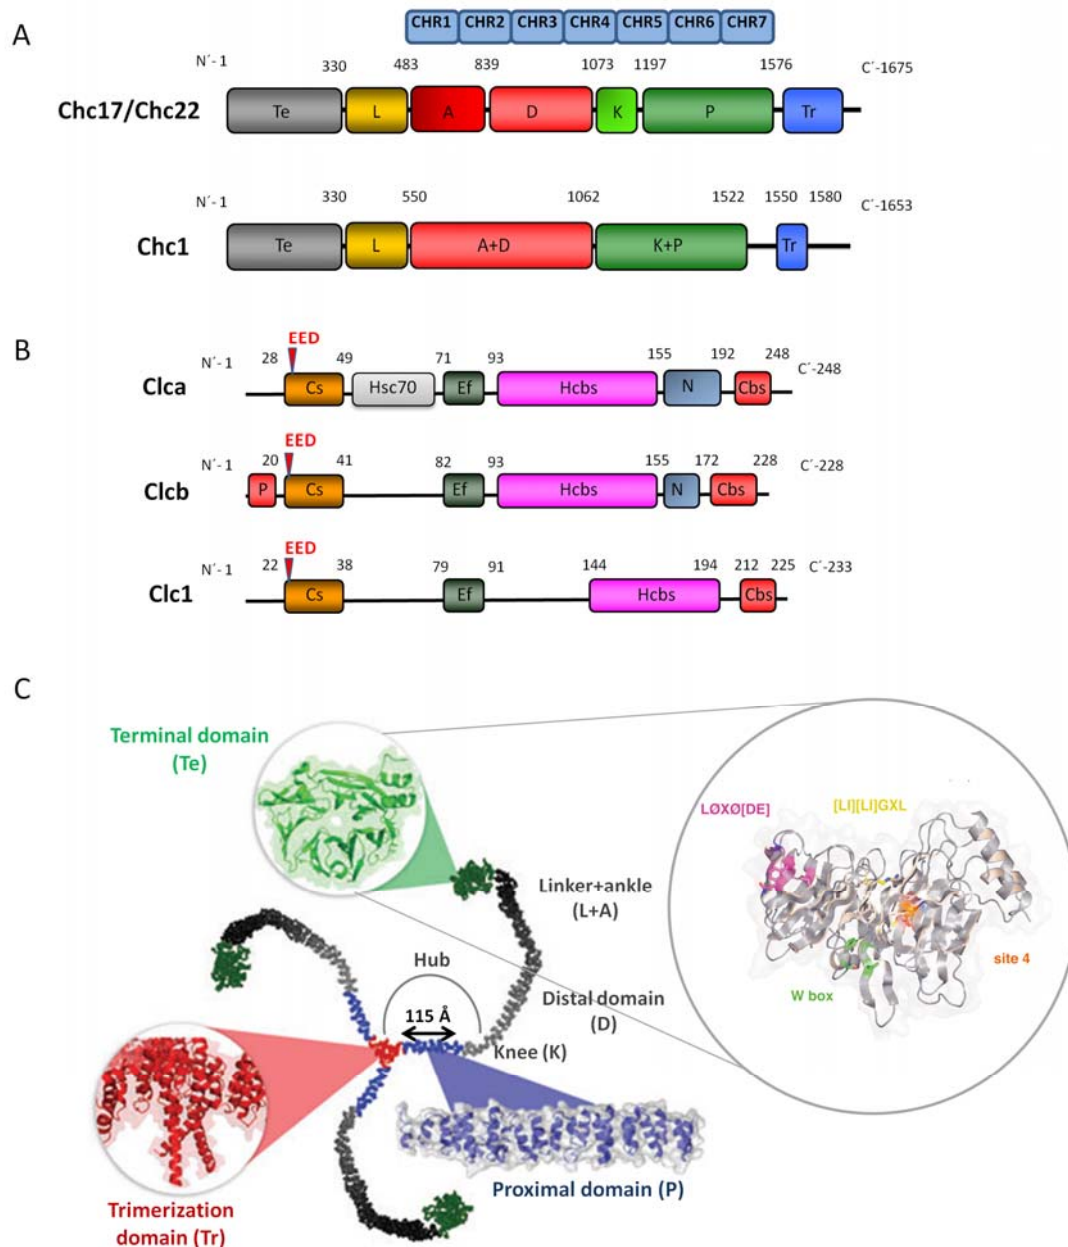 A
CHR1 CHR2 CHR3 CHR4 CHR5 CHR6 CHR7
N´- 1 330 483 839 1073 1197 1576 C´-1675
Chc17/Chc22 Te L A D K P Tr
N´- 1 330 550 1062 1522 1550 1580 C´-1653
Chc1 Te L A+D K+P Tr
B
EED
N´- 1 28 49 71 93 155 192 248 C´-248
Clca Cs Hsc70 Ef Hcbs N Cbs
EED
N´- 1 20 41 82 93 155 172 228 C´-228
Clcb P Cs Ef Hcbs N Cbs
EED
N´- 1 22 38 79 91 144 194 212 225 C´-233
Clc1 Cs Ef Hcbs Cbs
C
Terminal domain
(Te)
Linker+ankle
(L+A)
Hub
115 Å
Distal domain
(D)
Knee (K)
Proximal domain (P)
Trimerization
domain (Tr)
LØXØ[DE]
[LI][LI]GXL
W box
site 4